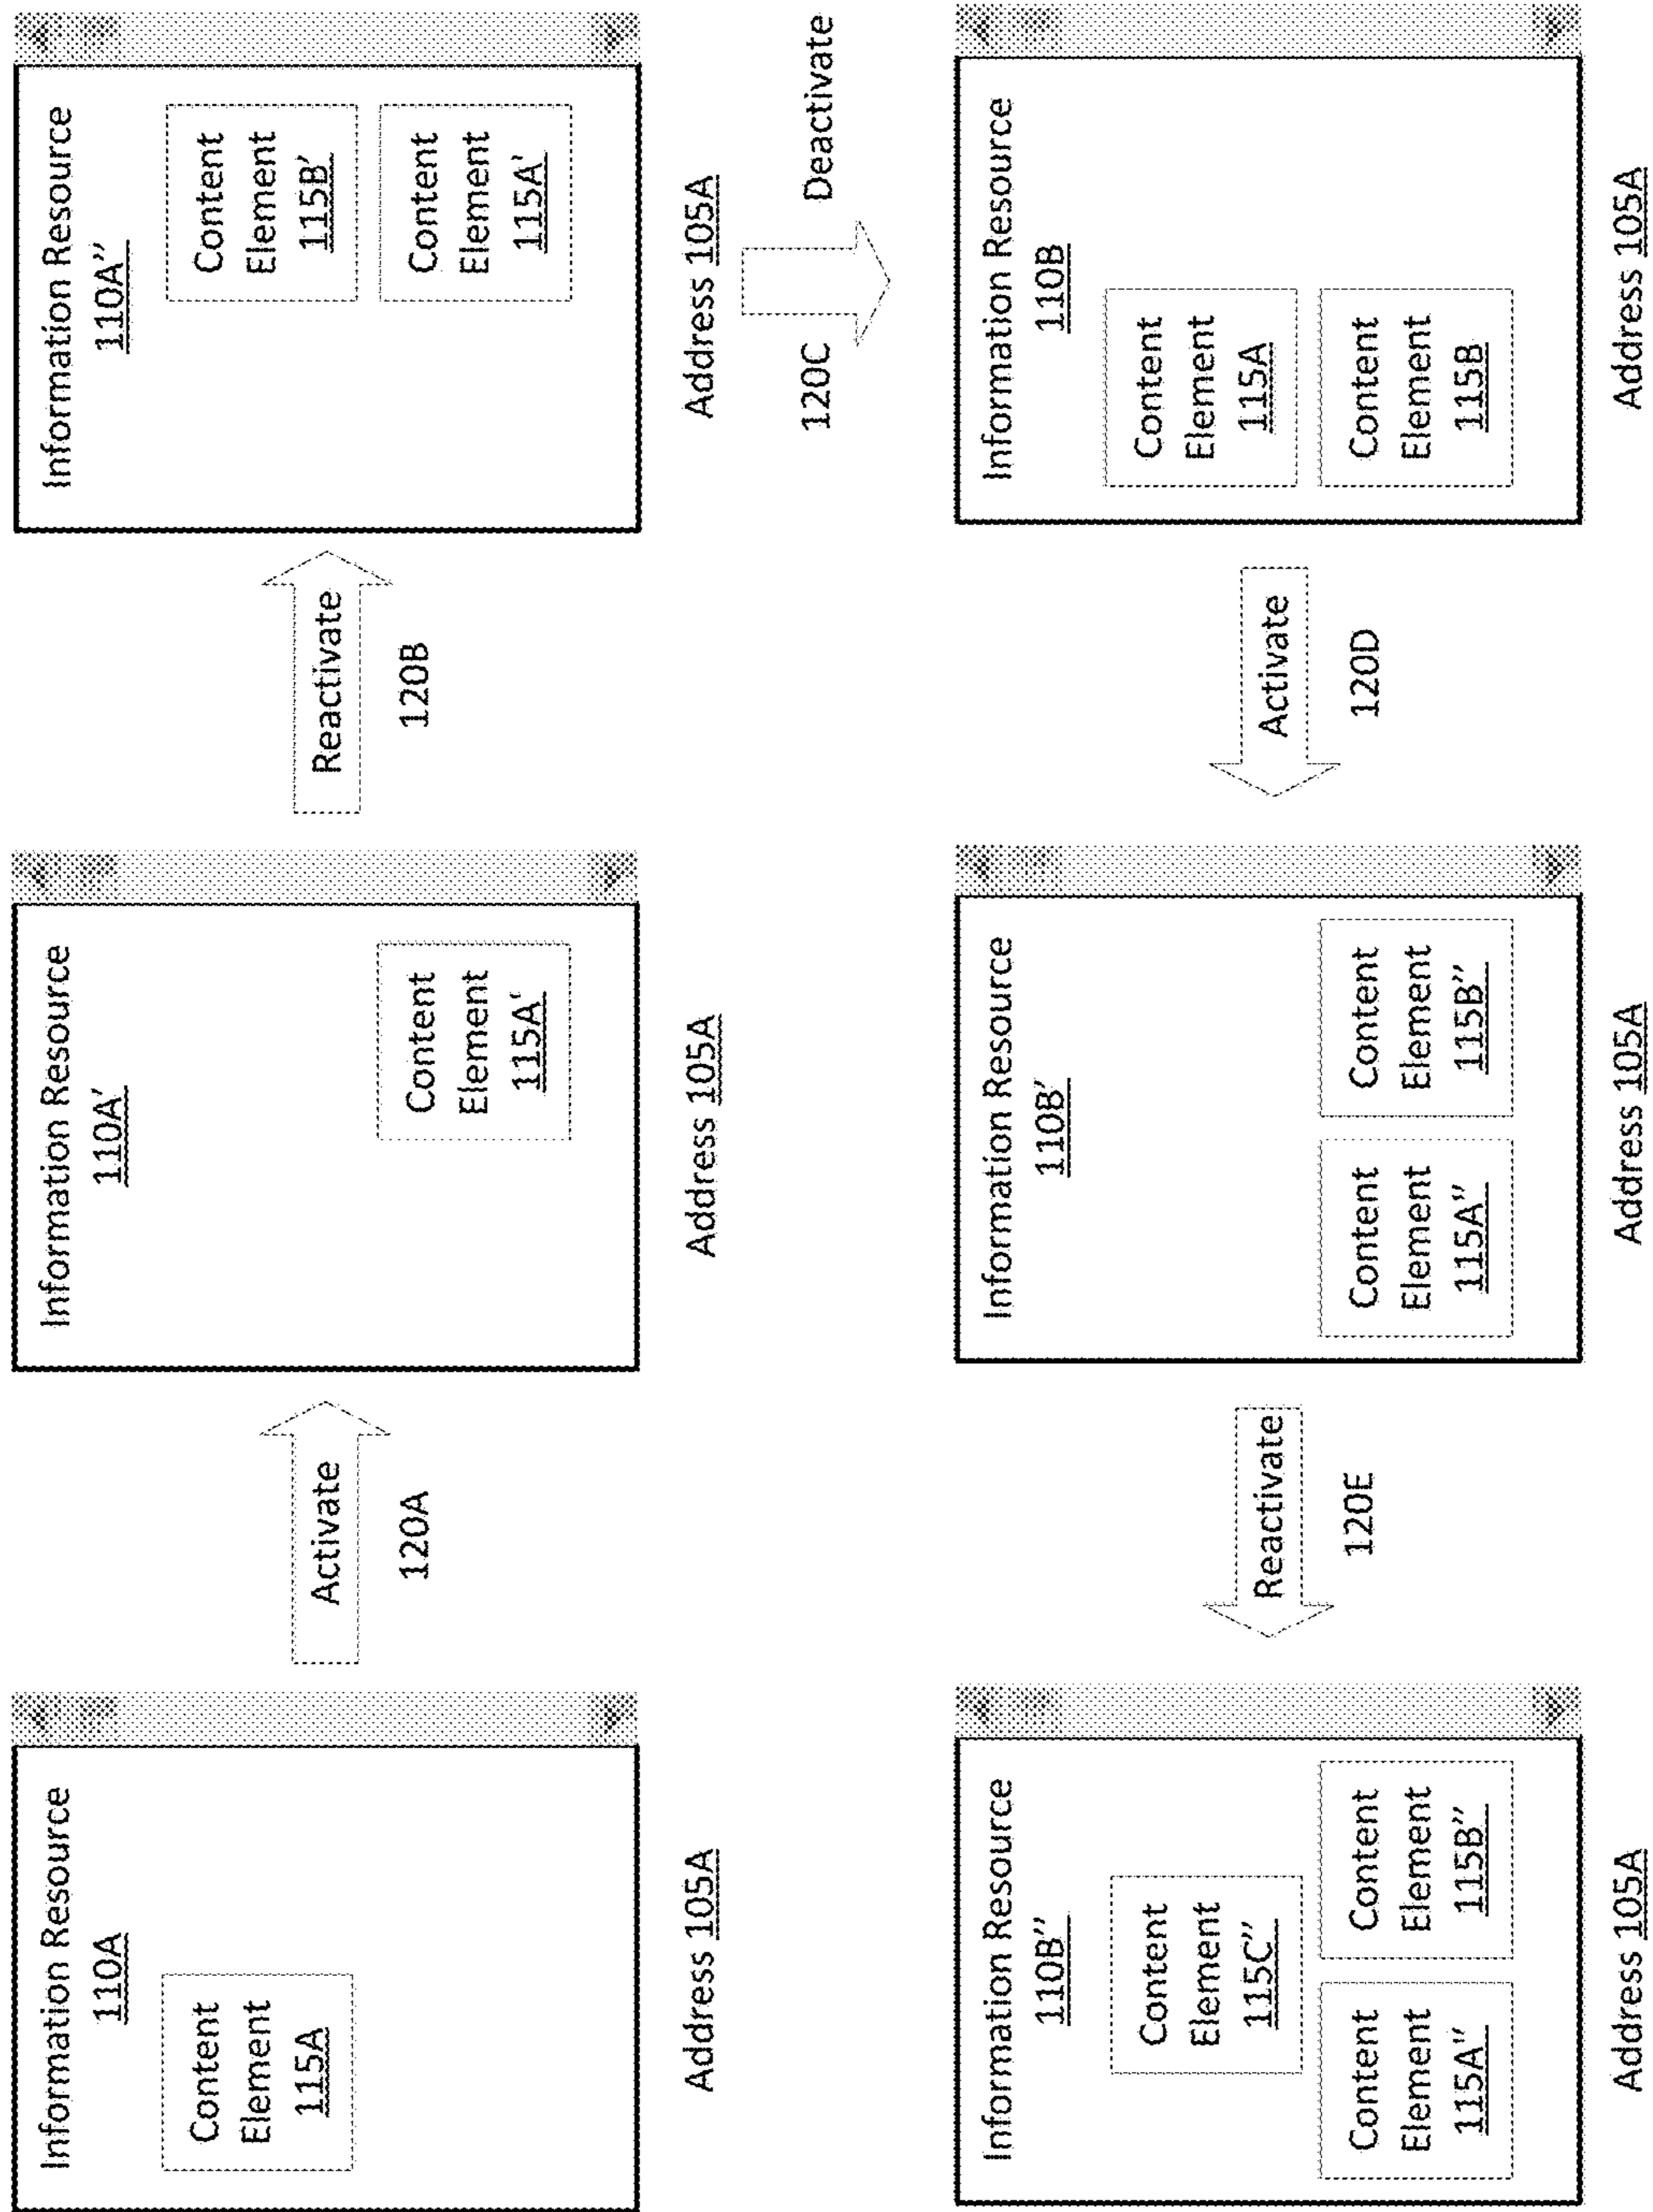 Information Resource
110A
Content
Element
115A
Address 105A
Activate
120A
Information Resource
110A'
Content
Element
115A'
Address 105A
Reactivate
120B
Information Resource
110A''
Content
Element
115B'
Content
Element
115A'
Address 105A
120C
Deactivate
Information Resource
110B''
Content
Element
115C''
Content
Element
115A''
Content
Element
115B''
Address 105A
Reactivate
120E
Information Resource
110B'
Content
Element
115A''
Content
Element
115B''
Address 105A
Activate
120D
Information Resource
110B
Content
Element
115A
Content
Element
115B
Address 105A